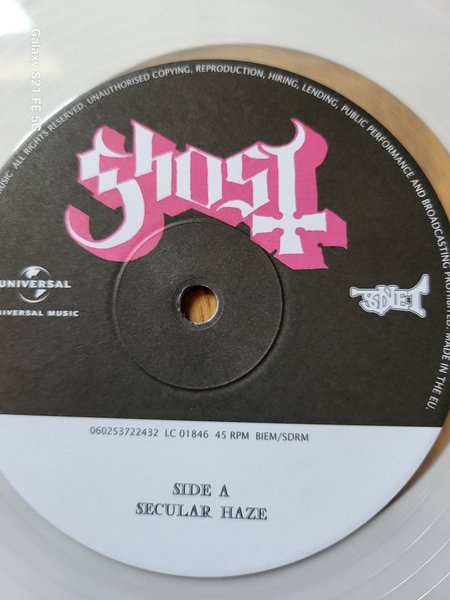 Galaxy S21 FE 5G
MUSIC. ALL RIGHTS RESERVED. UNAUTHORISED COPYING, REPRODUCTION, HIRING, LENDING, PUBLIC PERFORMANCE AND BROADCASTING PROHIBITED. MADE IN THE EU.
Ghost
UNIVERSAL
UNIVERSAL MUSIC
060253722432 LC 01846 45 RPM BIEM/SDRM
SIDE A
SECULAR HAZE